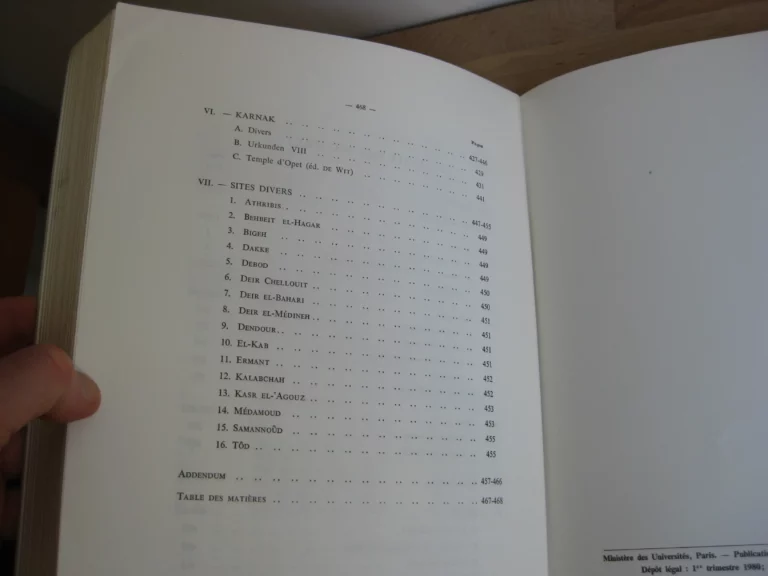 — 468 —
Pages
VI. — KARNAK .. .. .. .. .. .. .. .. .. .. 427-446
A. Divers .. .. .. .. .. .. .. .. .. .. 429
B. Urkunden VIII .. .. .. .. .. .. .. .. 431
C. Temple d'Opet (éd. DE WIT) .. .. .. .. .. .. 441
VII. — SITES DIVERS .. .. .. .. .. .. .. .. .. 447-455
1. ATHRIBIS .. .. .. .. .. .. .. .. .. .. 449
2. BEHBEIT EL-HAGAR .. .. .. .. .. .. .. .. 449
3. BIGEH .. .. .. .. .. .. .. .. .. .. 449
4. DAKKE .. .. .. .. .. .. .. .. .. .. 449
5. DEBOD .. .. .. .. .. .. .. .. .. .. 450
6. DEIR CHELLOUIT .. .. .. .. .. .. .. .. 450
7. DEIR EL-BAHARI .. .. .. .. .. .. .. .. 451
8. DEIR EL-MÉDINEH .. .. .. .. .. .. .. .. 451
9. DENDOUR .. .. .. .. .. .. .. .. .. .. 451
10. EL-KAB .. .. .. .. .. .. .. .. .. .. 451
11. ERMANT .. .. .. .. .. .. .. .. .. .. 452
12. KALABCHAH .. .. .. .. .. .. .. .. .. 452
13. KASR EL-'AGOUZ .. .. .. .. .. .. .. .. 453
14. MÉDAMOUD .. .. .. .. .. .. .. .. .. 453
15. SAMANNOÛD .. .. .. .. .. .. .. .. .. 455
16. TÔD .. .. .. .. .. .. .. .. .. .. 455
ADDENDUM .. .. .. .. .. .. .. .. .. .. .. 457-466
TABLE DES MATIÈRES .. .. .. .. .. .. .. .. .. 467-468
Ministère des Universités, Paris. — Publicatio
Dépôt légal : 1er trimestre 1980;